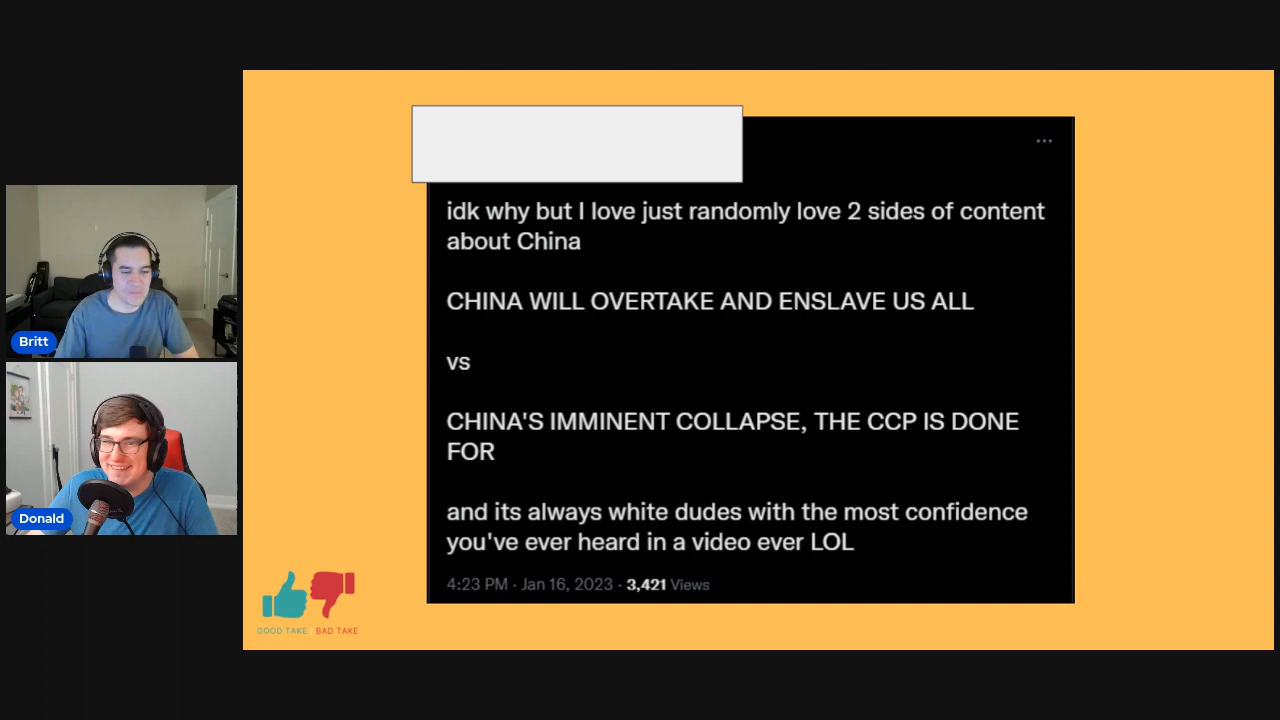 Britt
Donald
idk why but I love just randomly love 2 sides of content
about China
CHINA WILL OVERTAKE AND ENSLAVE US ALL
vs
CHINA'S IMMINENT COLLAPSE, THE CCP IS DONE
FOR
and its always white dudes with the most confidence
you've ever heard in a video ever LOL
4:23 PM · Jan 16, 2023 · 3,421 Views
GOOD TAKE / BAD TAKE